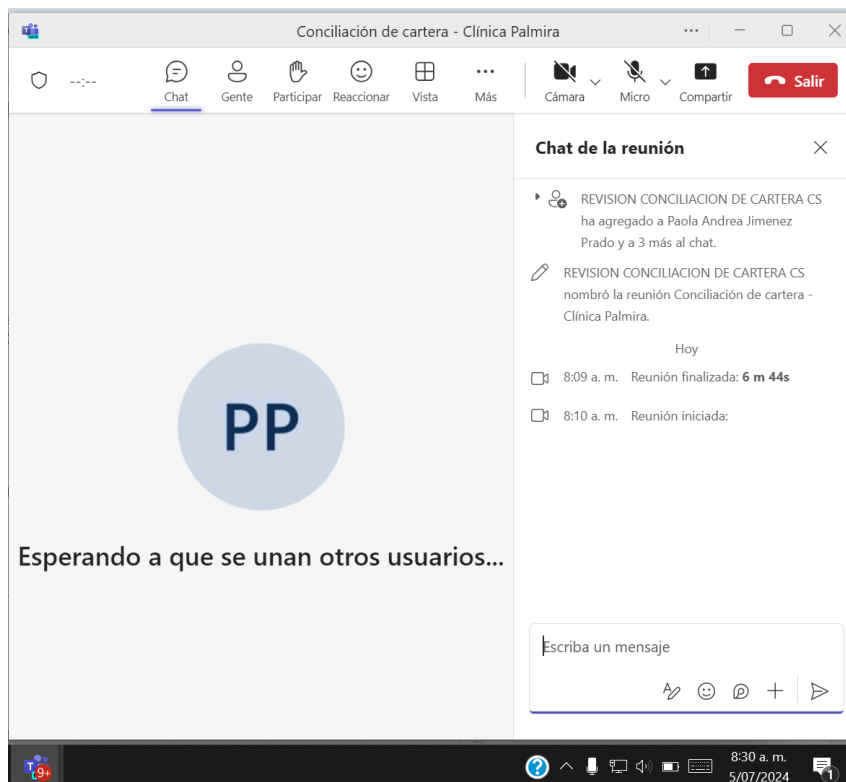 Conciliación de cartera - Clínica Palmira
--:--
Chat
Gente
Participar
Reaccionar
Vista
Más
Cámara
Micro
Compartir
Salir
PP
Esperando a que se unan otros usuarios...
Chat de la reunión
REVISION CONCILIACION DE CARTERA CS
ha agregado a Paola Andrea Jimenez
Prado y a 3 más al chat.
REVISION CONCILIACION DE CARTERA CS
nombró la reunión Conciliación de cartera -
Clínica Palmira.
Hoy
8:09 a. m. Reunión finalizada: 6 m 44s
8:10 a. m. Reunión iniciada:
Escriba un mensaje
9+
8:30 a. m.
5/07/2024
1